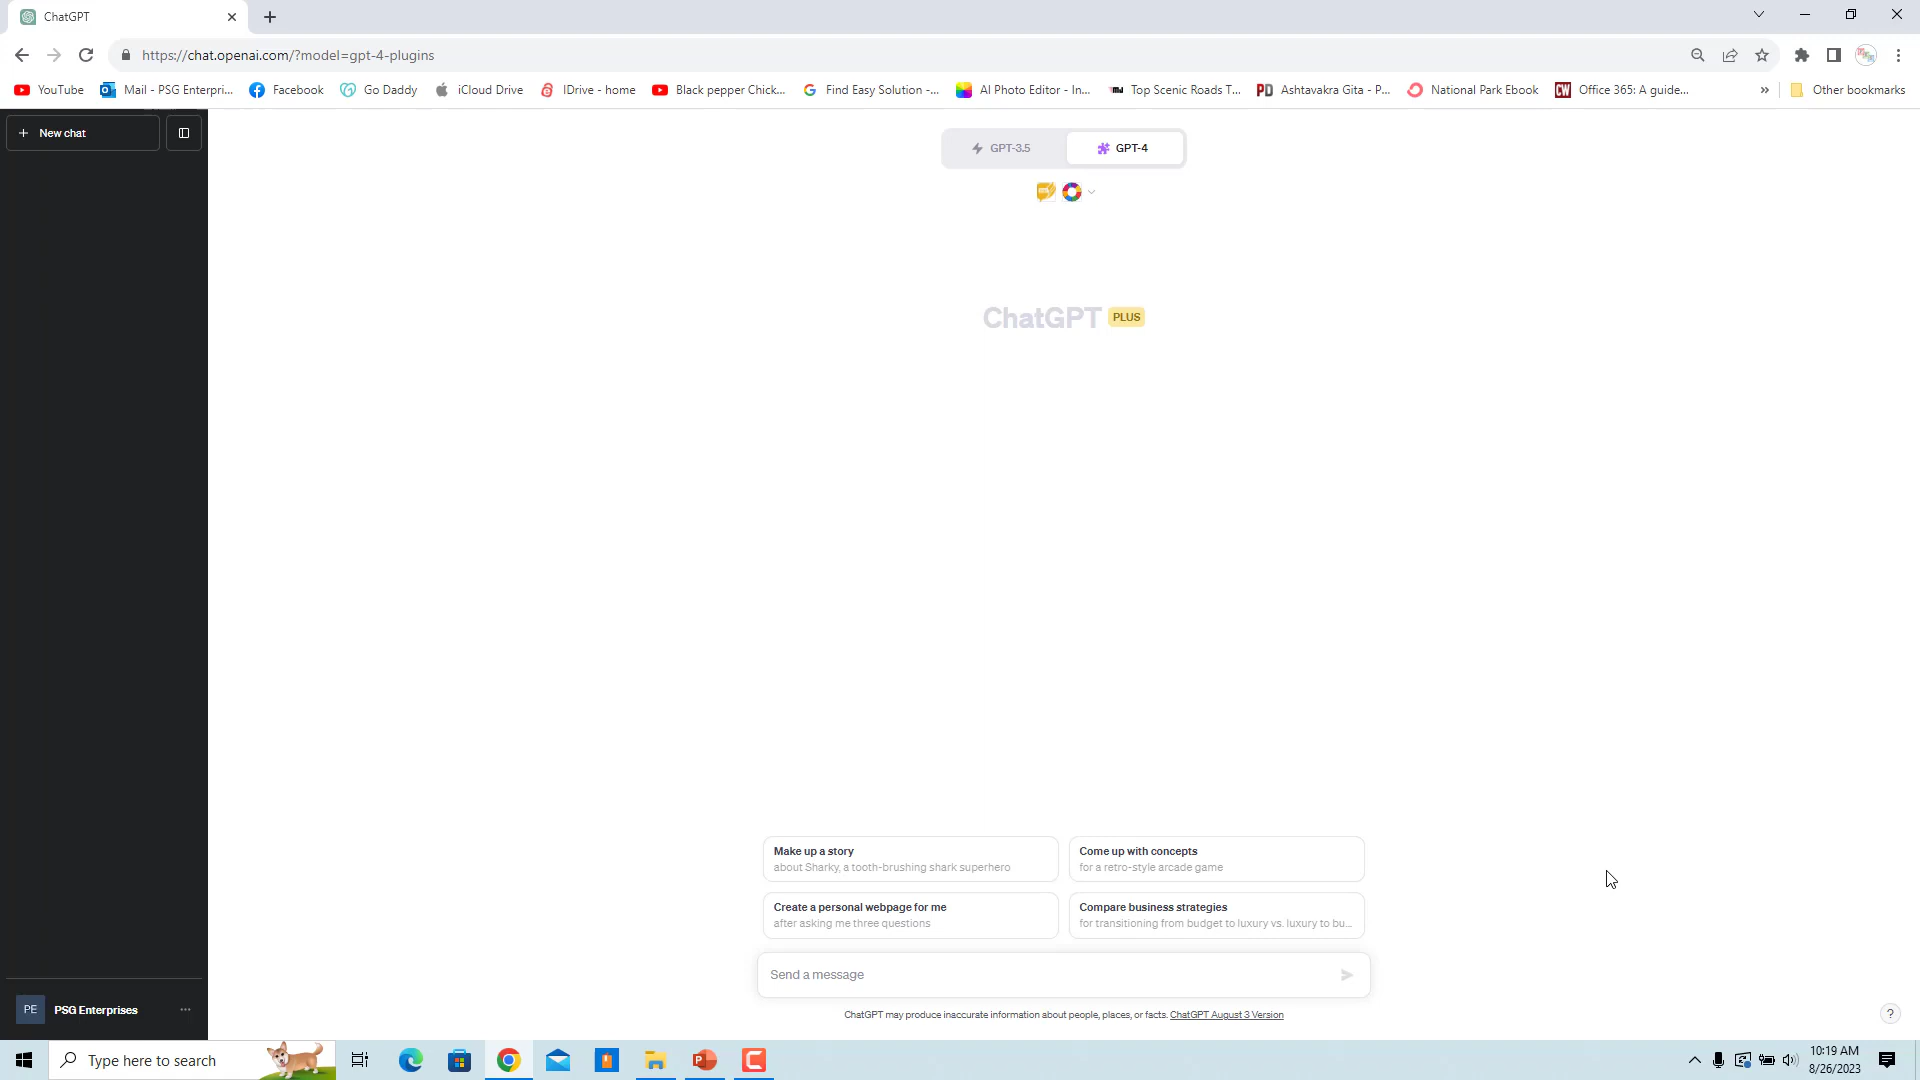 ChatGPT
https://chat.openai.com/?model=gpt-4-plugins
YouTube
Mail - PSG Enterpri...
Facebook
Go Daddy
iCloud Drive
IDrive - home
Black pepper Chick...
Find Easy Solution -...
AI Photo Editor - In...
Top Scenic Roads T...
Ashtavakra Gita - P...
National Park Ebook
CW
Office 365: A guide...
Other bookmarks
New chat
GPT-3.5
GPT-4
ChatGPT PLUS
Make up a story
about Sharky, a tooth-brushing shark superhero
Come up with concepts
for a retro-style arcade game
Create a personal webpage for me
after asking me three questions
Compare business strategies
for transitioning from budget to luxury vs. luxury to bu...
Send a message
ChatGPT may produce inaccurate information about people, places, or facts. ChatGPT August 3 Version
PE
PSG Enterprises
?
Type here to search
10:19 AM
8/26/2023